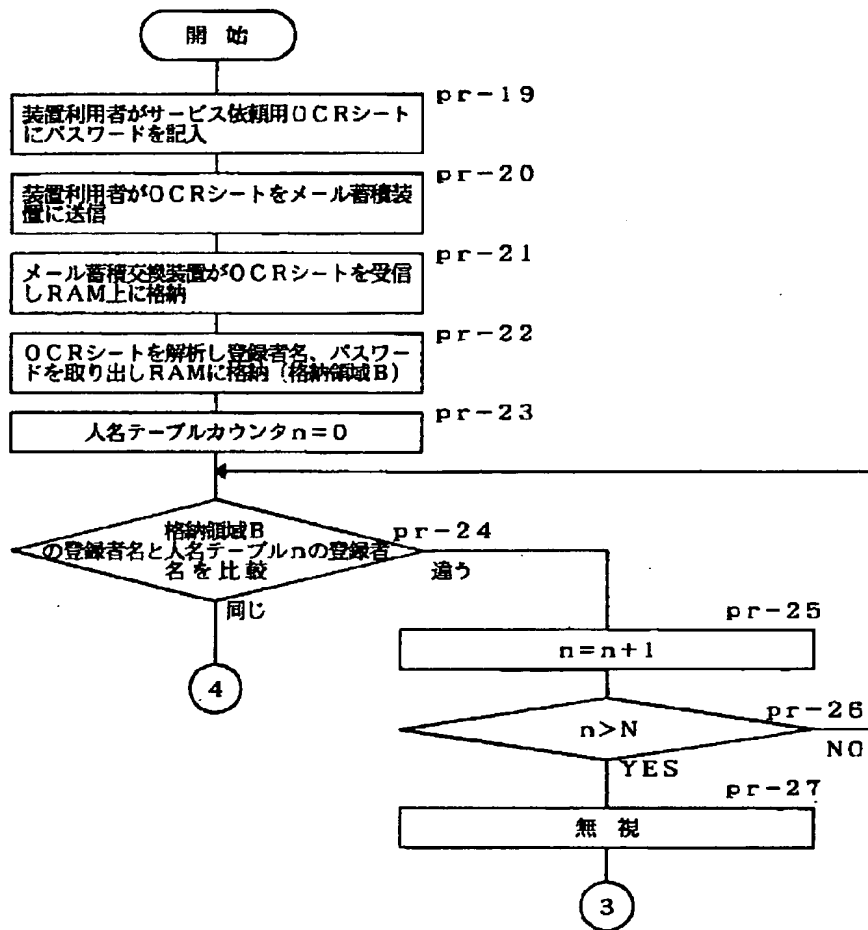 開始
pr-19
装置利用者がサービス依頼用OCRシート
にパスワードを記入
pr-20
装置利用者がOCRシートをメール蓄積装
置に送信
pr-21
メール蓄積交換装置がOCRシートを受信
しRAM上に格納
pr-22
OCRシートを解析し登録者名、パスワー
ドを取り出しRAMに格納(格納領域B)
pr-23
人名テーブルカウンタn=0
pr-24
格納領域B
の登録者名と人名テーブルnの登録者
名を比較
違う
同じ
pr-25
n=n+1
4
pr-26
n>N
NO
YES
pr-27
無視
3